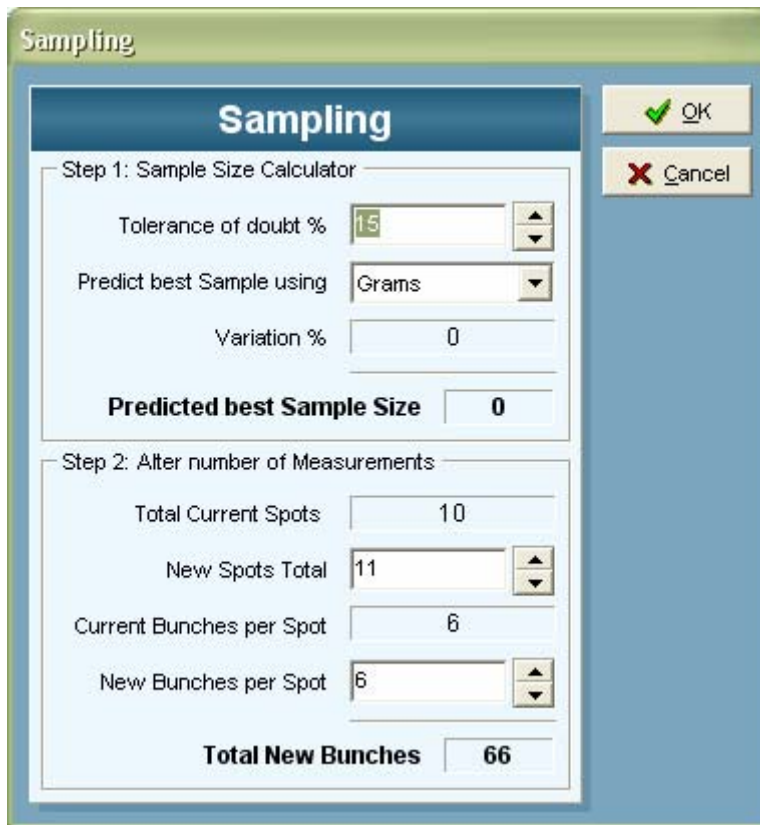 Sampling
Sampling
OK
Cancel
Step 1: Sample Size Calculator
Tolerance of doubt % 15
Predict best Sample using Grams
Variation % 0
Predicted best Sample Size 0
Step 2: Alter number of Measurements
Total Current Spots 10
New Spots Total 11
Current Bunches per Spot 6
New Bunches per Spot 6
Total New Bunches 66